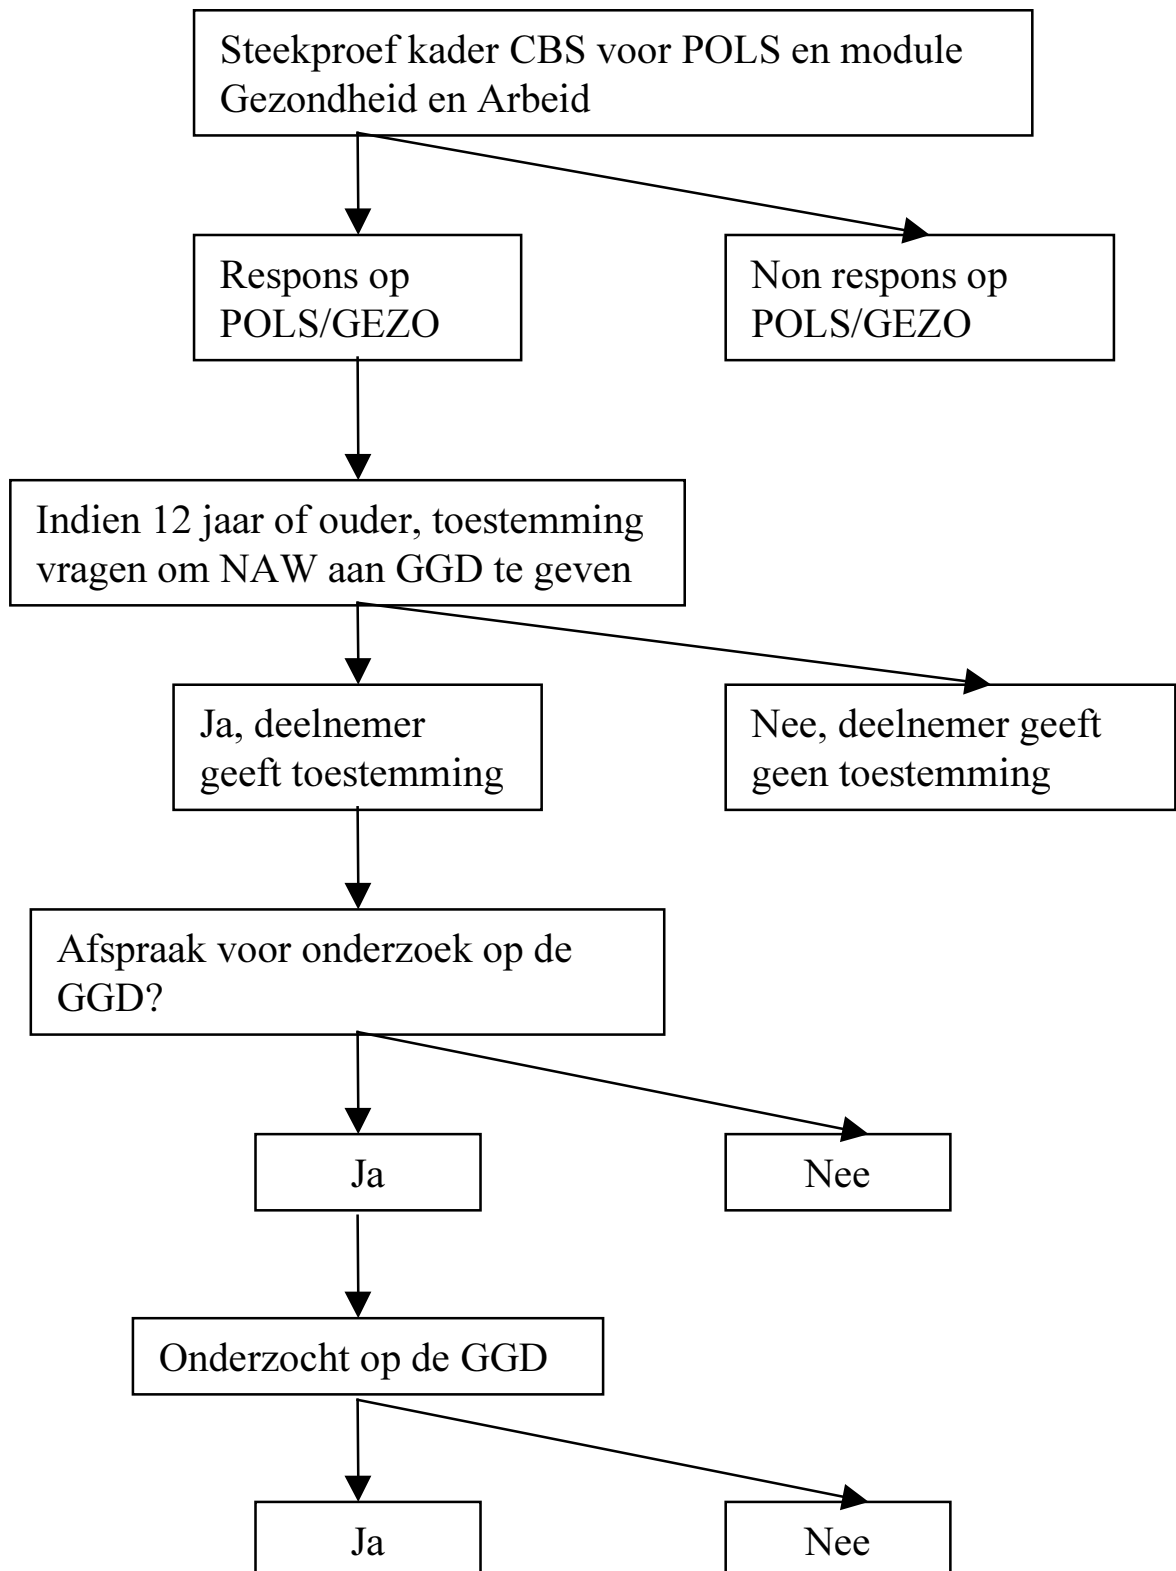 Steekproef kader CBS voor POLS en module
Gezondheid en Arbeid
Respons op
POLS/GEZO
Non respons op
POLS/GEZO
Indien 12 jaar of ouder, toestemming
vragen om NAW aan GGD te geven
Ja, deelnemer
geeft toestemming
Nee, deelnemer geeft
geen toestemming
Afspraak voor onderzoek op de
GGD?
Ja
Nee
Onderzocht op de GGD
Ja
Nee